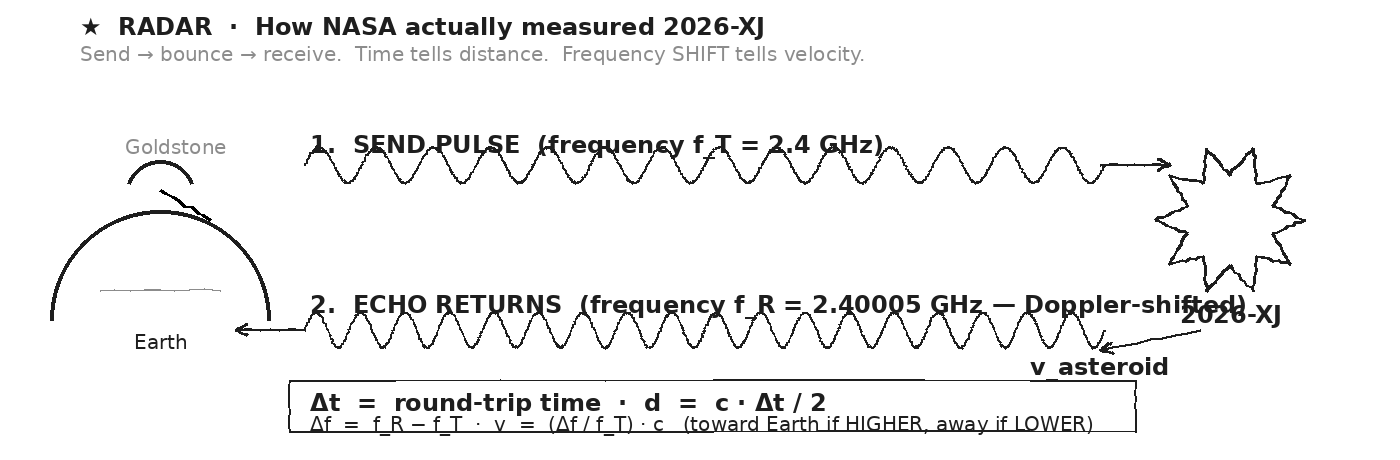 ★ RADAR · How NASA actually measured 2026-XJ
Send → bounce → receive. Time tells distance. Frequency SHIFT tells velocity.
Goldstone
1. SEND PULSE (frequency f_T = 2.4 GHz)
2. ECHO RETURNS (frequency f_R = 2.40005 GHz — Doppler-shifted)
2026-XJ
Earth
v_asteroid
Δt = round-trip time · d = c · Δt / 2
Δf = f_R − f_T · v = (Δf / f_T) · c (toward Earth if HIGHER, away if LOWER)